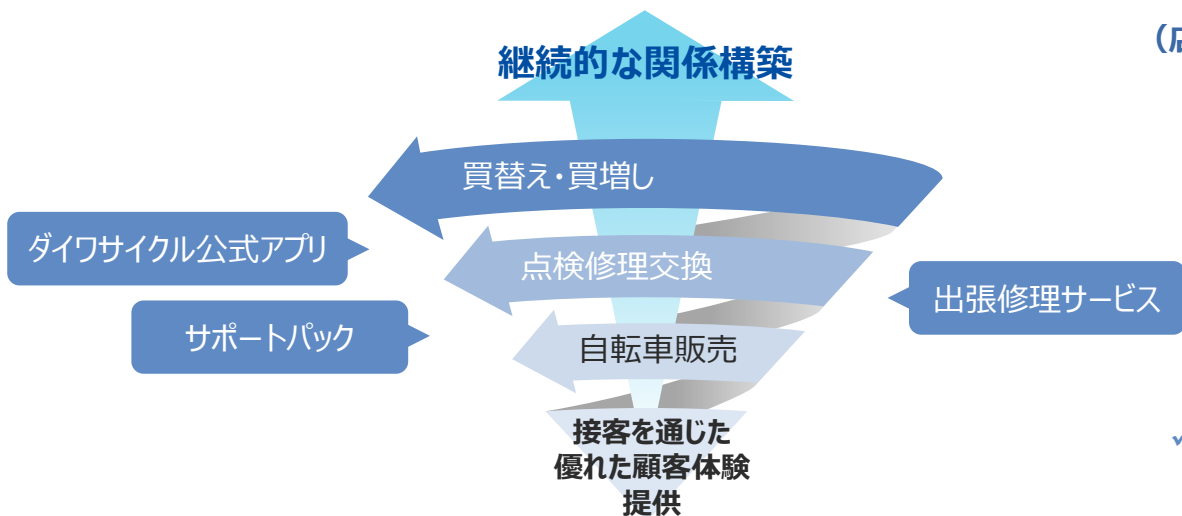 継続的な関係構築
(店
買替え・買増し
ダイワサイクル公式アプリ
点検修理交換
出張修理サービス
サポートパック
自転車販売
接客を通じた
優れた顧客体験
提供